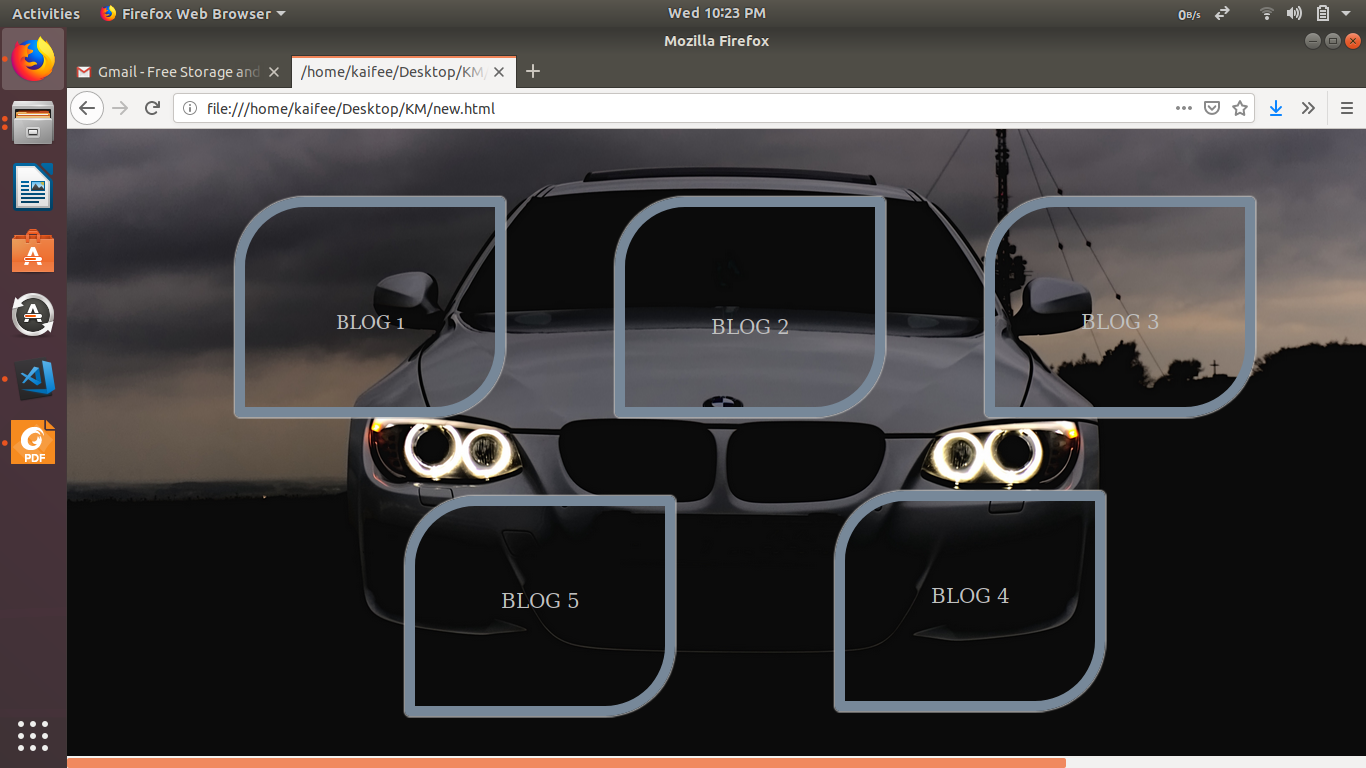 Activities Firefox Web Browser Wed 10:23 PM 0B/s
Mozilla Firefox
Gmail - Free Storage and /home/kaifee/Desktop/KM/
file:///home/kaifee/Desktop/KM/new.html
BLOG 1
BLOG 2
BLOG 3
BLOG 5
BLOG 4
PDF